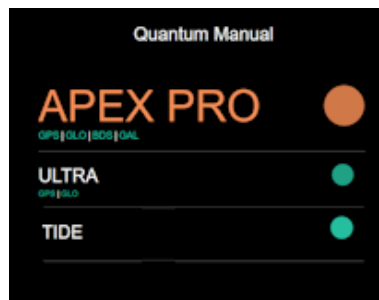 Quantum Manual
APEX PRO
GPS|GLO|BDS|GAL
ULTRA
GPS|GLO
TIDE